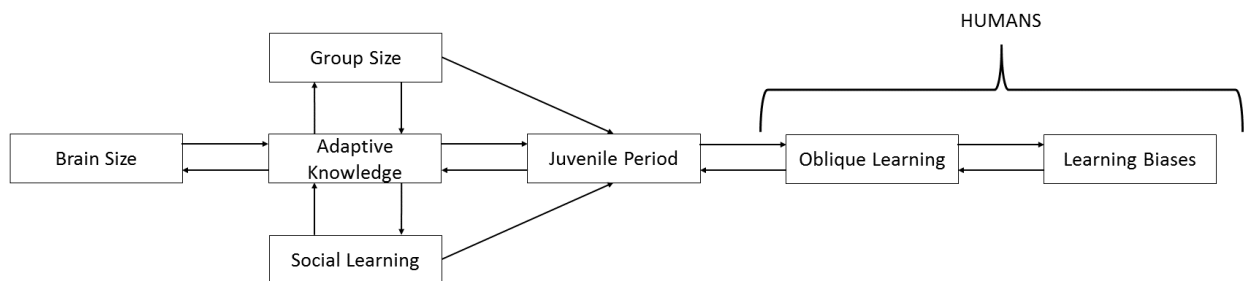 HUMANS
Group Size
Brain Size
Adaptive
Knowledge
Juvenile Period
Oblique Learning
Learning Biases
Social Learning